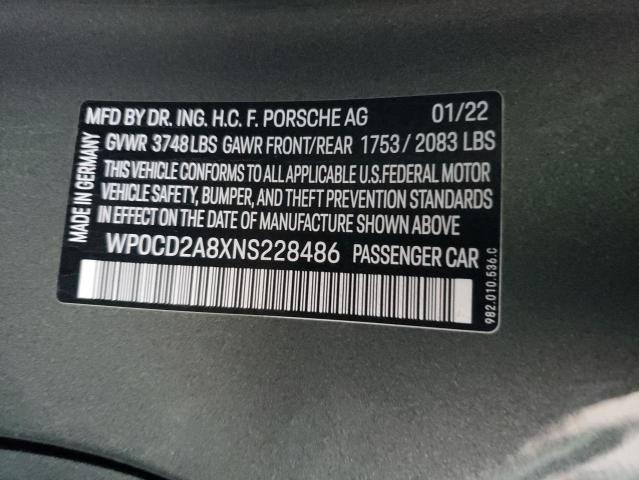 MFD BY DR. ING. H.C. F. PORSCHE AG 01/22
GVWR 3748 LBS GAWR FRONT/REAR 1753/2083 LBS
THIS VEHICLE CONFORMS TO ALL APPLICABLE U.S.FEDERAL MOTOR
VEHICLE SAFETY, BUMPER, AND THEFT PREVENTION STANDARDS
IN EFFECT ON THE DATE OF MANUFACTURE SHOWN ABOVE
WP0CD2A8XNS228486 PASSENGER CAR
MADE IN GERMANY
982.010.536.C